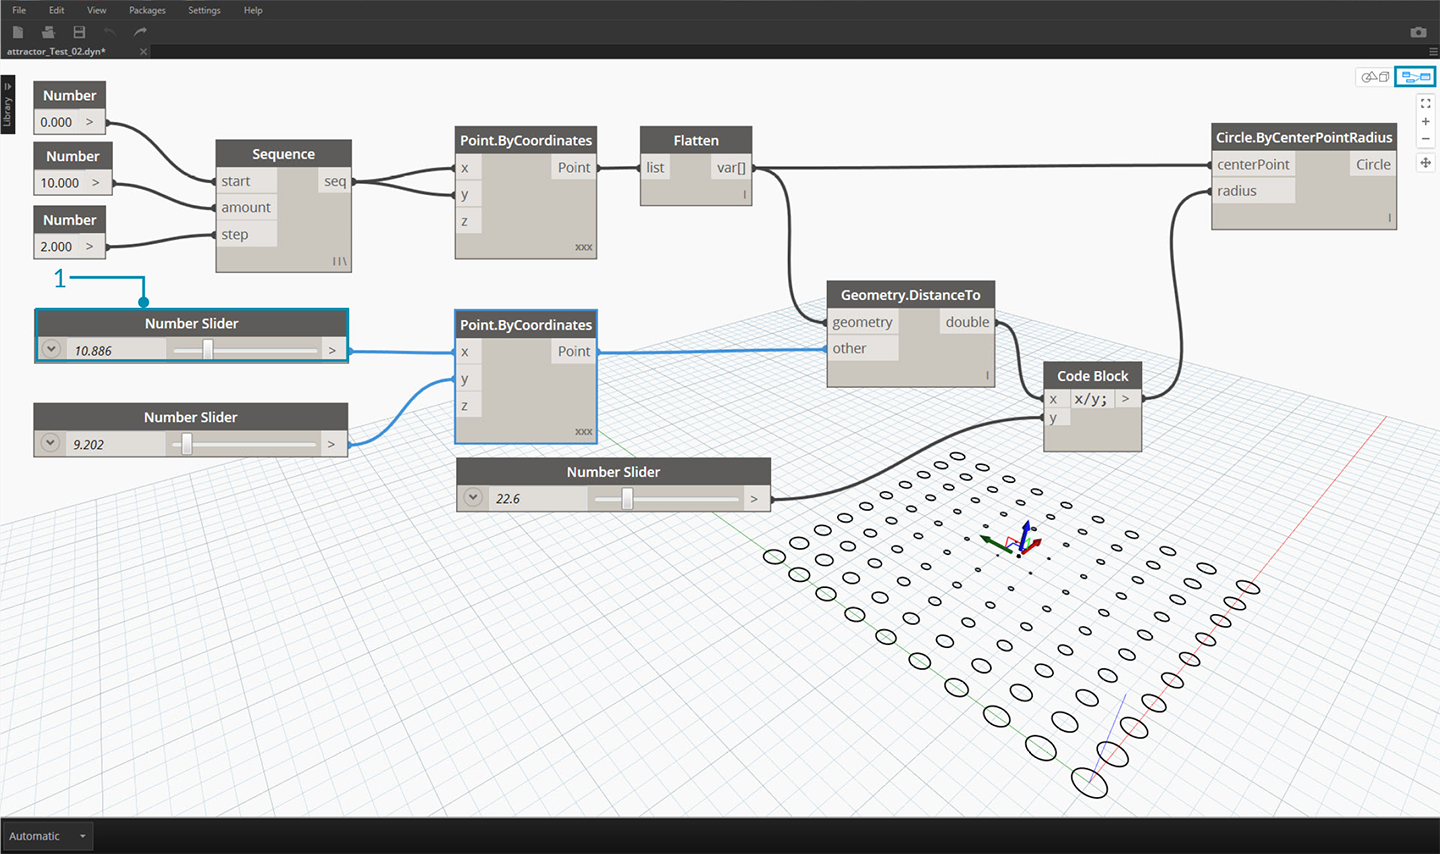 File Edit View Packages Settings Help
attractor_Test_02.dyn*
Library
Number
0.000 >
Number
10.000 >
Number
2.000 >
Sequence
start seq
amount
step
Point.ByCoordinates
x Point
y
z
xxx
Flatten
list var[]
Circle.ByCenterPointRadius
centerPoint Circle
radius
1
Number Slider
10.886 >
Number Slider
9.202 >
Point.ByCoordinates
x Point
y
z
xxx
Geometry.DistanceTo
geometry double
other
Code Block
x x/y; >
y
Number Slider
22.6 >
Automatic